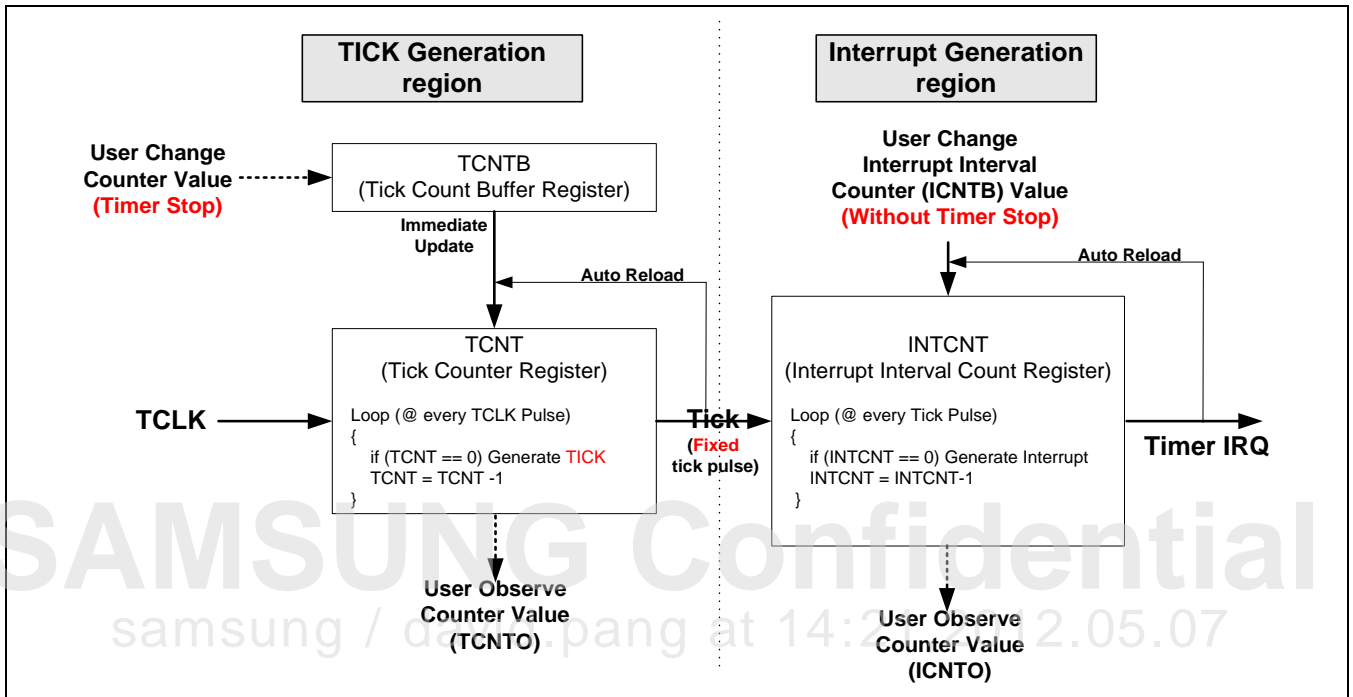 TICK Generation
region
Interrupt Generation
region
User Change
Counter Value
(Timer Stop)
TCNTB
(Tick Count Buffer Register)
Immediate
Update
Auto Reload
User Change
Interrupt Interval
Counter (ICNTB) Value
(Without Timer Stop)
Auto Reload
TCLK
TCNT
(Tick Counter Register)
Loop (@ every TCLK Pulse)
{
if (TCNT == 0) Generate TICK
TCNT = TCNT -1
}
Tick
(Fixed
tick pulse)
INTCNT
(Interrupt Interval Count Register)
Loop (@ every Tick Pulse)
{
if (INTCNT == 0) Generate Interrupt
INTCNT = INTCNT-1
}
Timer IRQ
SAMSUNG Confidential
User Observe
Counter Value
(TCNTO)
User Observe
Counter Value
(ICNTO)
samsung / pang at 2012.05.07